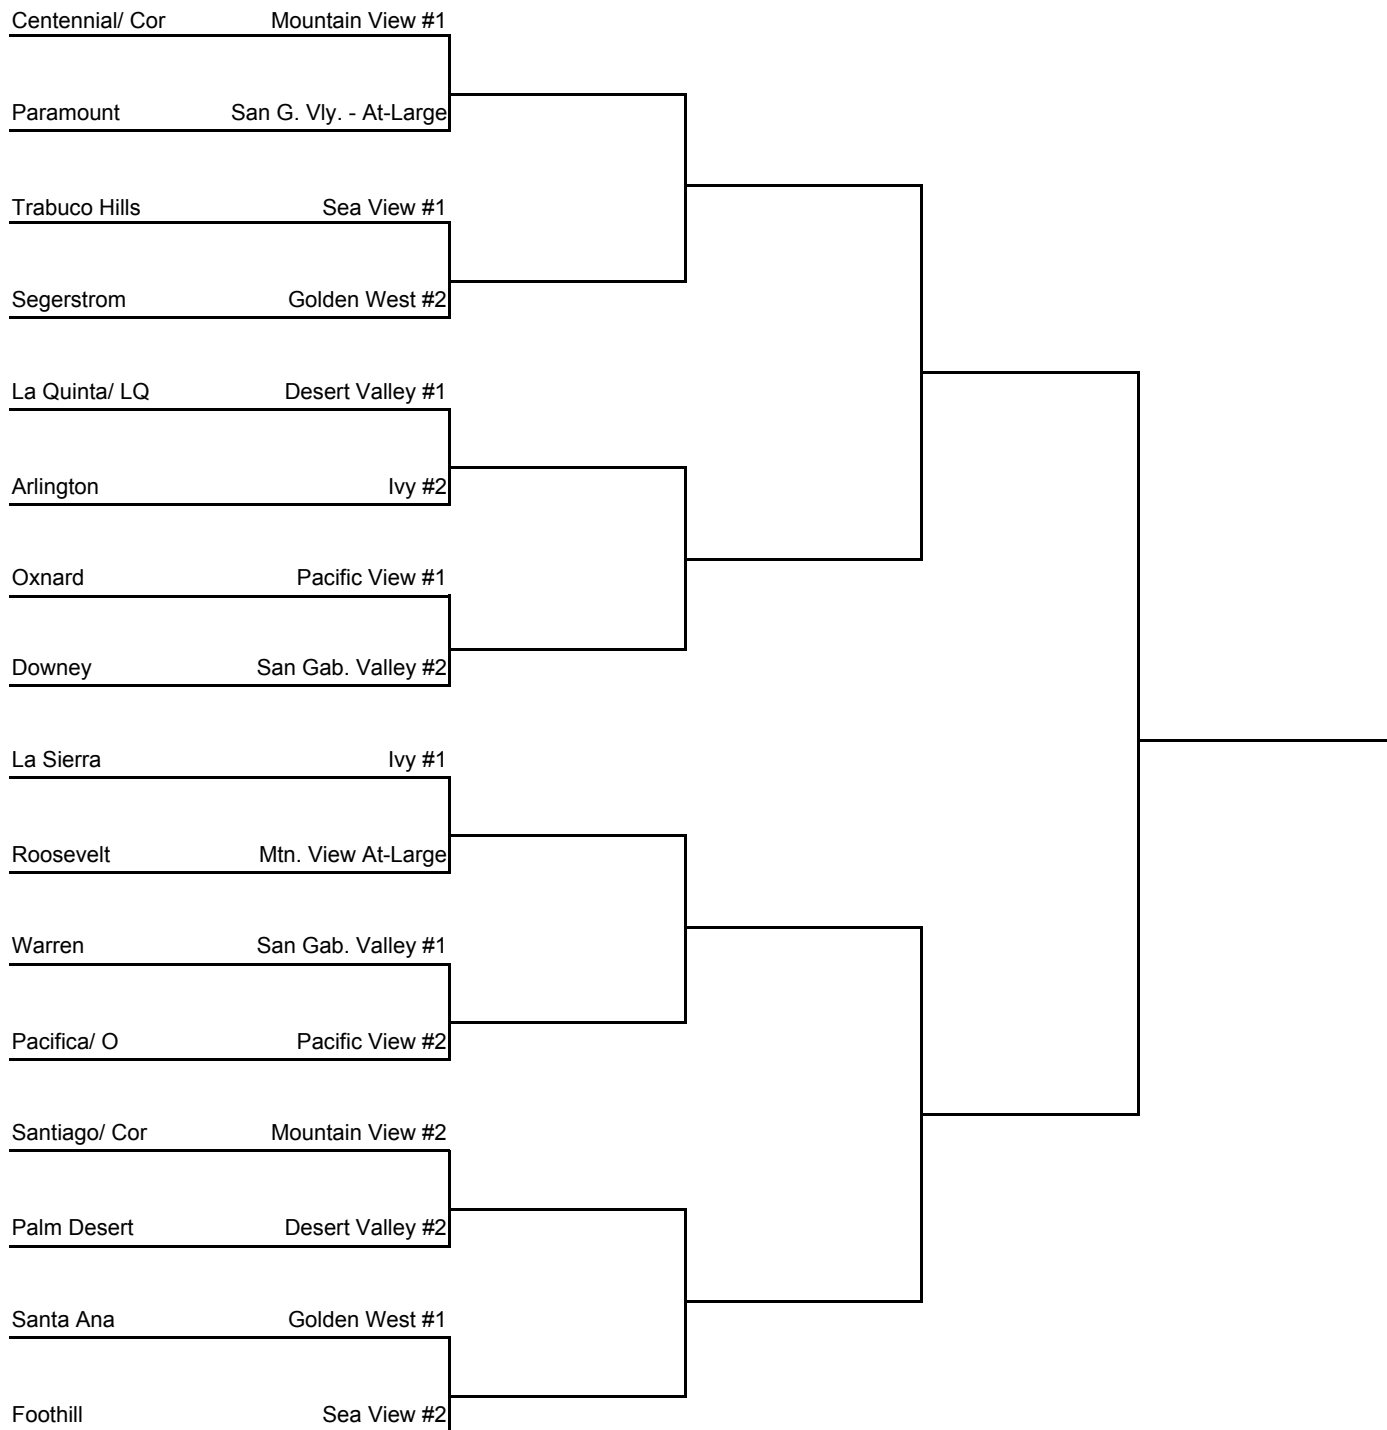 Centennial/ Cor Mountain View #1
Paramount San G. Vly. - At-Large
Trabuco Hills Sea View #1
Segerstrom Golden West #2
La Quinta/ LQ Desert Valley #1
Arlington Ivy #2
Oxnard Pacific View #1
Downey San Gab. Valley #2
La Sierra Ivy #1
Roosevelt Mtn. View At-Large
Warren San Gab. Valley #1
Pacifica/ O Pacific View #2
Santiago/ Cor Mountain View #2
Palm Desert Desert Valley #2
Santa Ana Golden West #1
Foothill Sea View #2